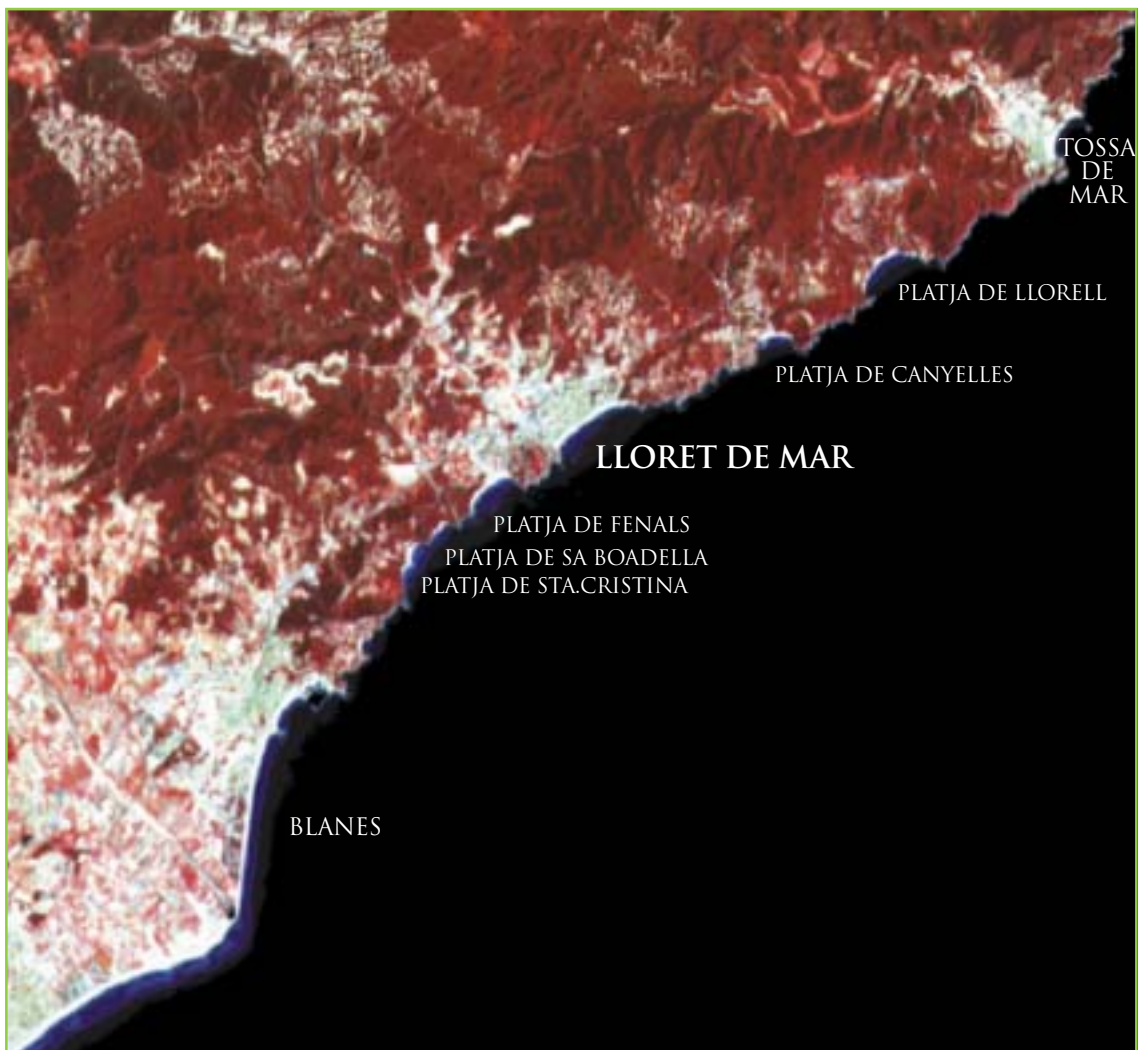 TOSSA
DE
MAR
PLATJA DE LLORELL
PLATJA DE CANYELLES
LLORET DE MAR
PLATJA DE FENALS
PLATJA DE SA BOADELLA
PLATJA DE STA.CRISTINA
BLANES